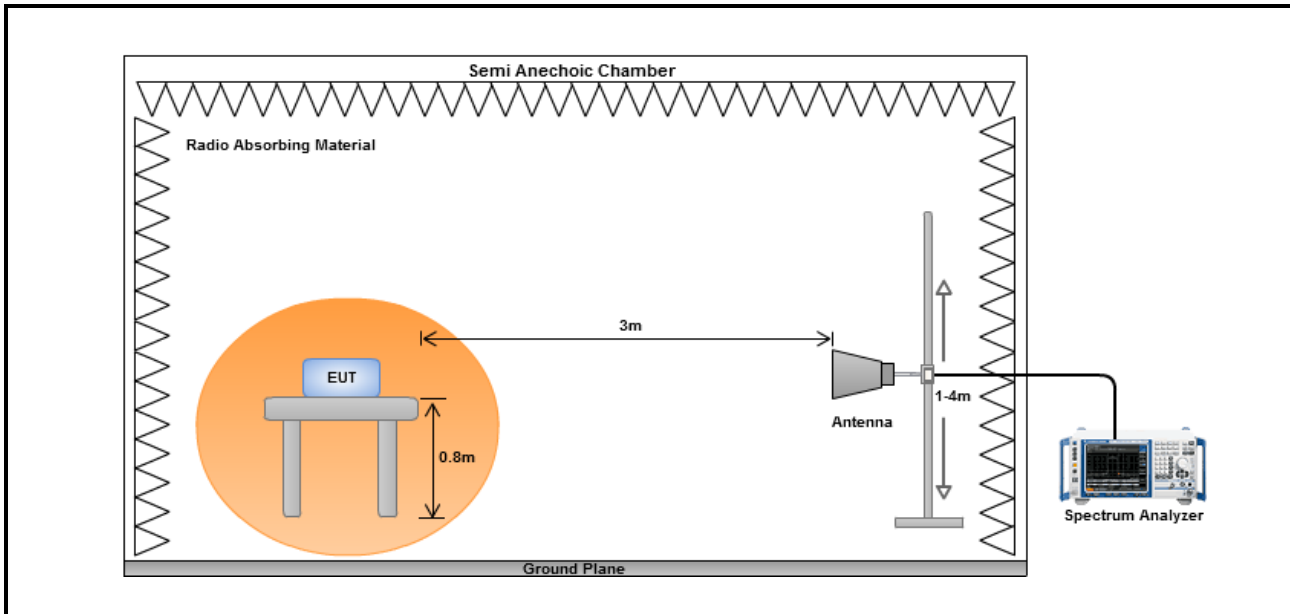 Semi Anechoic Chamber
Radio Absorbing Material
3m
EUT
1-4m
Antenna
0.8m
Spectrum Analyzer
Ground Plane